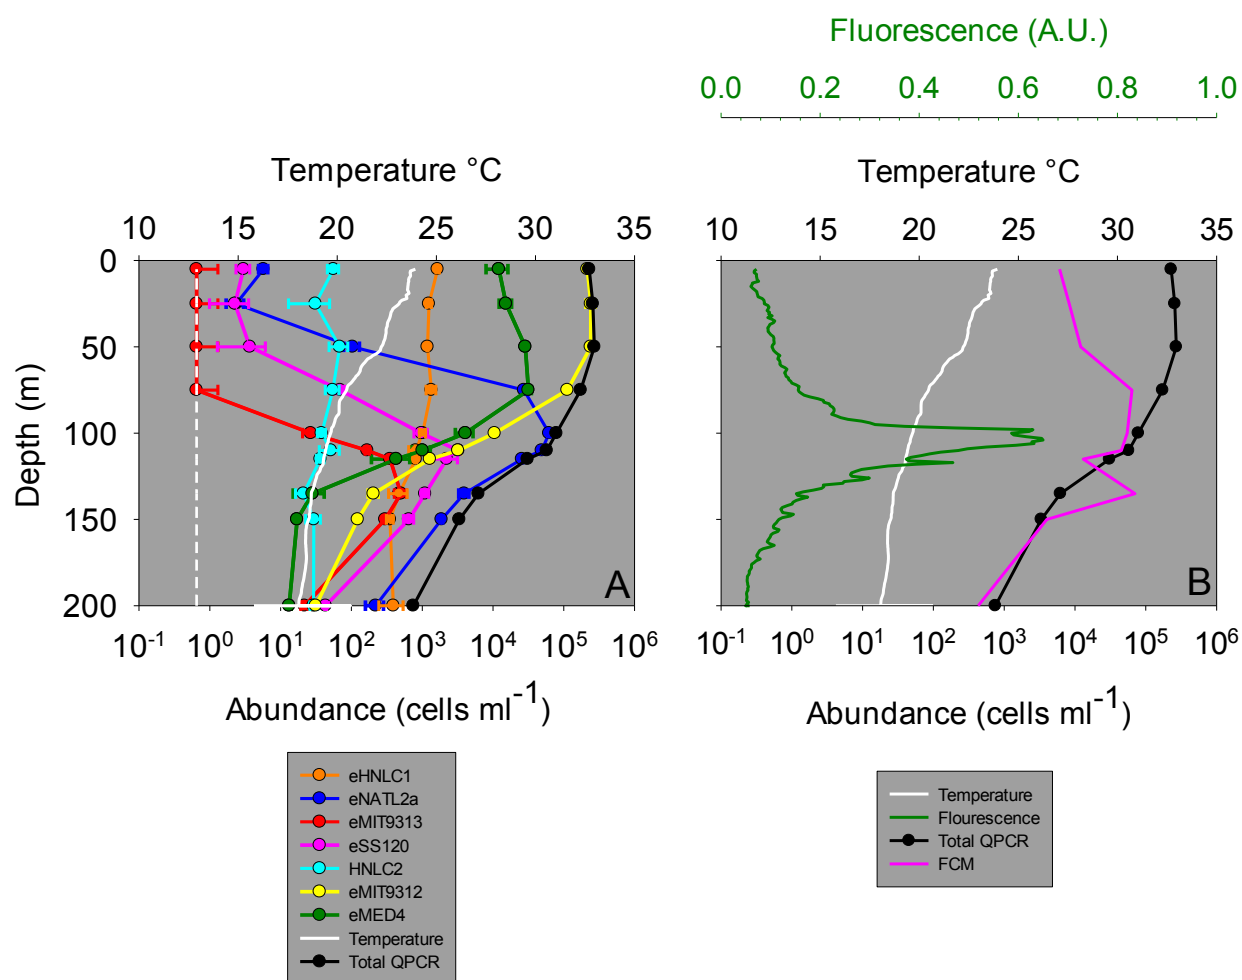 Fluorescence (A.U.)
0.0 0.2 0.4 0.6 0.8 1.0
Temperature °C
10 15 20 25 30 35
Temperature °C
10 15 20 25 30 35
Depth (m)
0
50
100
150
200
A
B
10-1 100 101 102 103 104 105 106
Abundance (cells ml-1)
10-1 100 101 102 103 104 105 106
Abundance (cells ml-1)
eHNLC1
eNATL2a
eMIT9313
eSS120
HNLC2
eMIT9312
eMED4
Temperature
Total QPCR
Temperature
Flourescence
Total QPCR
FCM